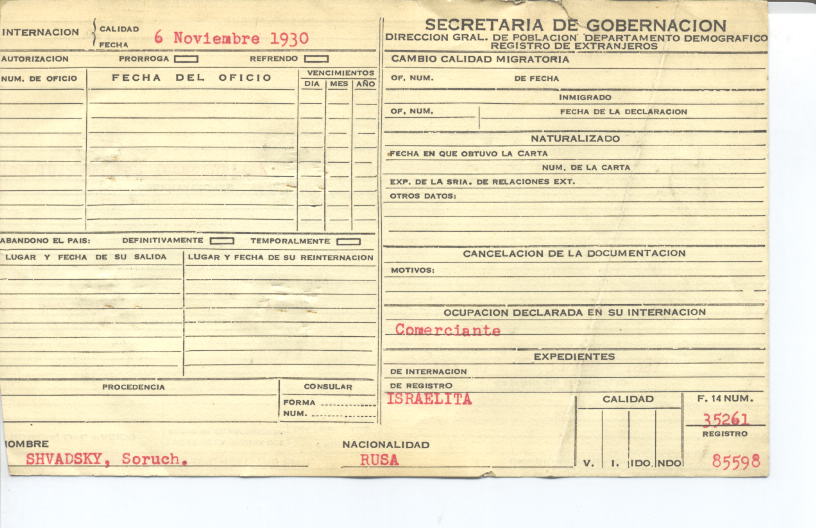 INTERNACION CALIDAD
FECHA 6 Noviembre 1930
AUTORIZACION PRORROGA REFRENDO
NUM. DE OFICIO FECHA DEL OFICIO VENCIMIENTOS
DIA MES AÑO
ABANDONO EL PAIS: DEFINITIVAMENTE TEMPORALMENTE
LUGAR Y FECHA DE SU SALIDA LUGAR Y FECHA DE SU REINTERNACION
PROCEDENCIA CONSULAR
FORMA
NUM.
NOMBRE
SHVADSKY, Soruch.
NACIONALIDAD
RUSA
SECRETARIA DE GOBERNACION
DIRECCION GRAL. DE POBLACION DEPARTAMENTO DEMOGRAFICO
REGISTRO DE EXTRANJEROS
CAMBIO CALIDAD MIGRATORIA
OF. NUM. DE FECHA
INMIGRADO
OF. NUM. FECHA DE LA DECLARACION
NATURALIZADO
FECHA EN QUE OBTUVO LA CARTA
NUM. DE LA CARTA
EXP. DE LA SRIA. DE RELACIONES EXT.
OTROS DATOS:
CANCELACION DE LA DOCUMENTACION
MOTIVOS:
OCUPACION DECLARADA EN SU INTERNACION
Comerciante
EXPEDIENTES
DE INTERNACION
DE REGISTRO
ISRAELITA
CALIDAD
V. I. IDO. NDO
F. 14 NUM.
35261
REGISTRO
85598